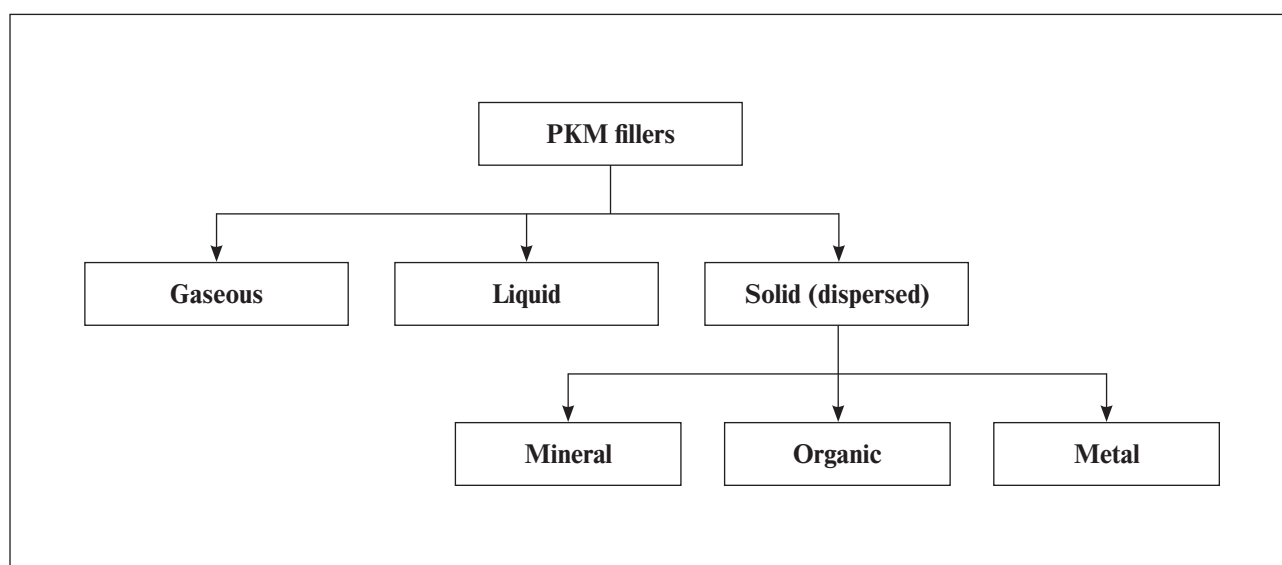 PKM fillers
Gaseous
Liquid
Solid (dispersed)
Mineral
Organic
Metal